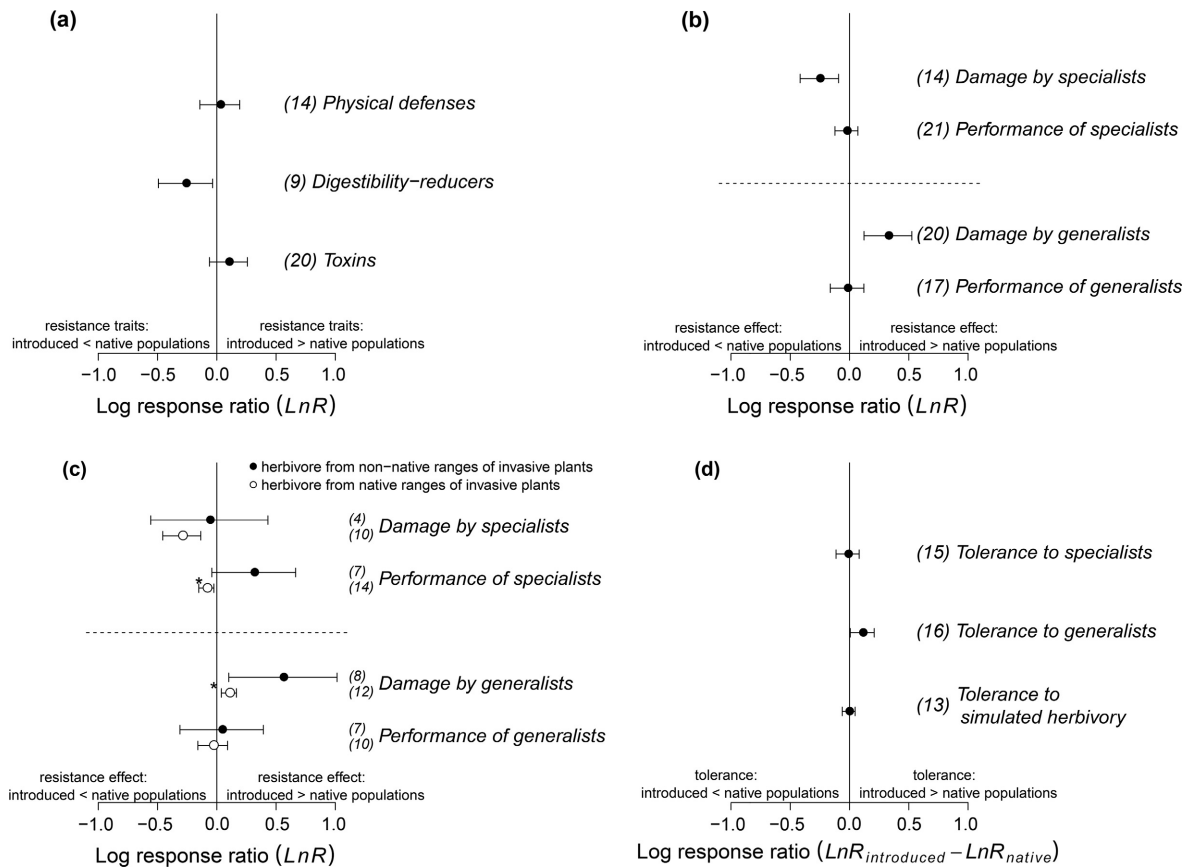 (a)
(14) Physical defenses
(9) Digestibility−reducers
(20) Toxins
resistance traits:
introduced < native populations
resistance traits:
introduced > native populations
−1.0 −0.5 0.0 0.5 1.0
Log response ratio (LnR)
(b)
(14) Damage by specialists
(21) Performance of specialists
(20) Damage by generalists
(17) Performance of generalists
resistance effect:
introduced < native populations
resistance effect:
introduced > native populations
−1.0 −0.5 0.0 0.5 1.0
Log response ratio (LnR)
(c)
herbivore from non−native ranges of invasive plants
herbivore from native ranges of invasive plants
(4)
(10) Damage by specialists
(7)
(14) Performance of specialists
*
(8)
(12) Damage by generalists
*
(7)
(10) Performance of generalists
resistance effect:
introduced < native populations
resistance effect:
introduced > native populations
−1.0 −0.5 0.0 0.5 1.0
Log response ratio (LnR)
(d)
(15) Tolerance to specialists
(16) Tolerance to generalists
(13) Tolerance to
simulated herbivory
tolerance:
introduced < native populations
tolerance:
introduced > native populations
−1.0 −0.5 0.0 0.5 1.0
Log response ratio (LnR introduced − LnR native)